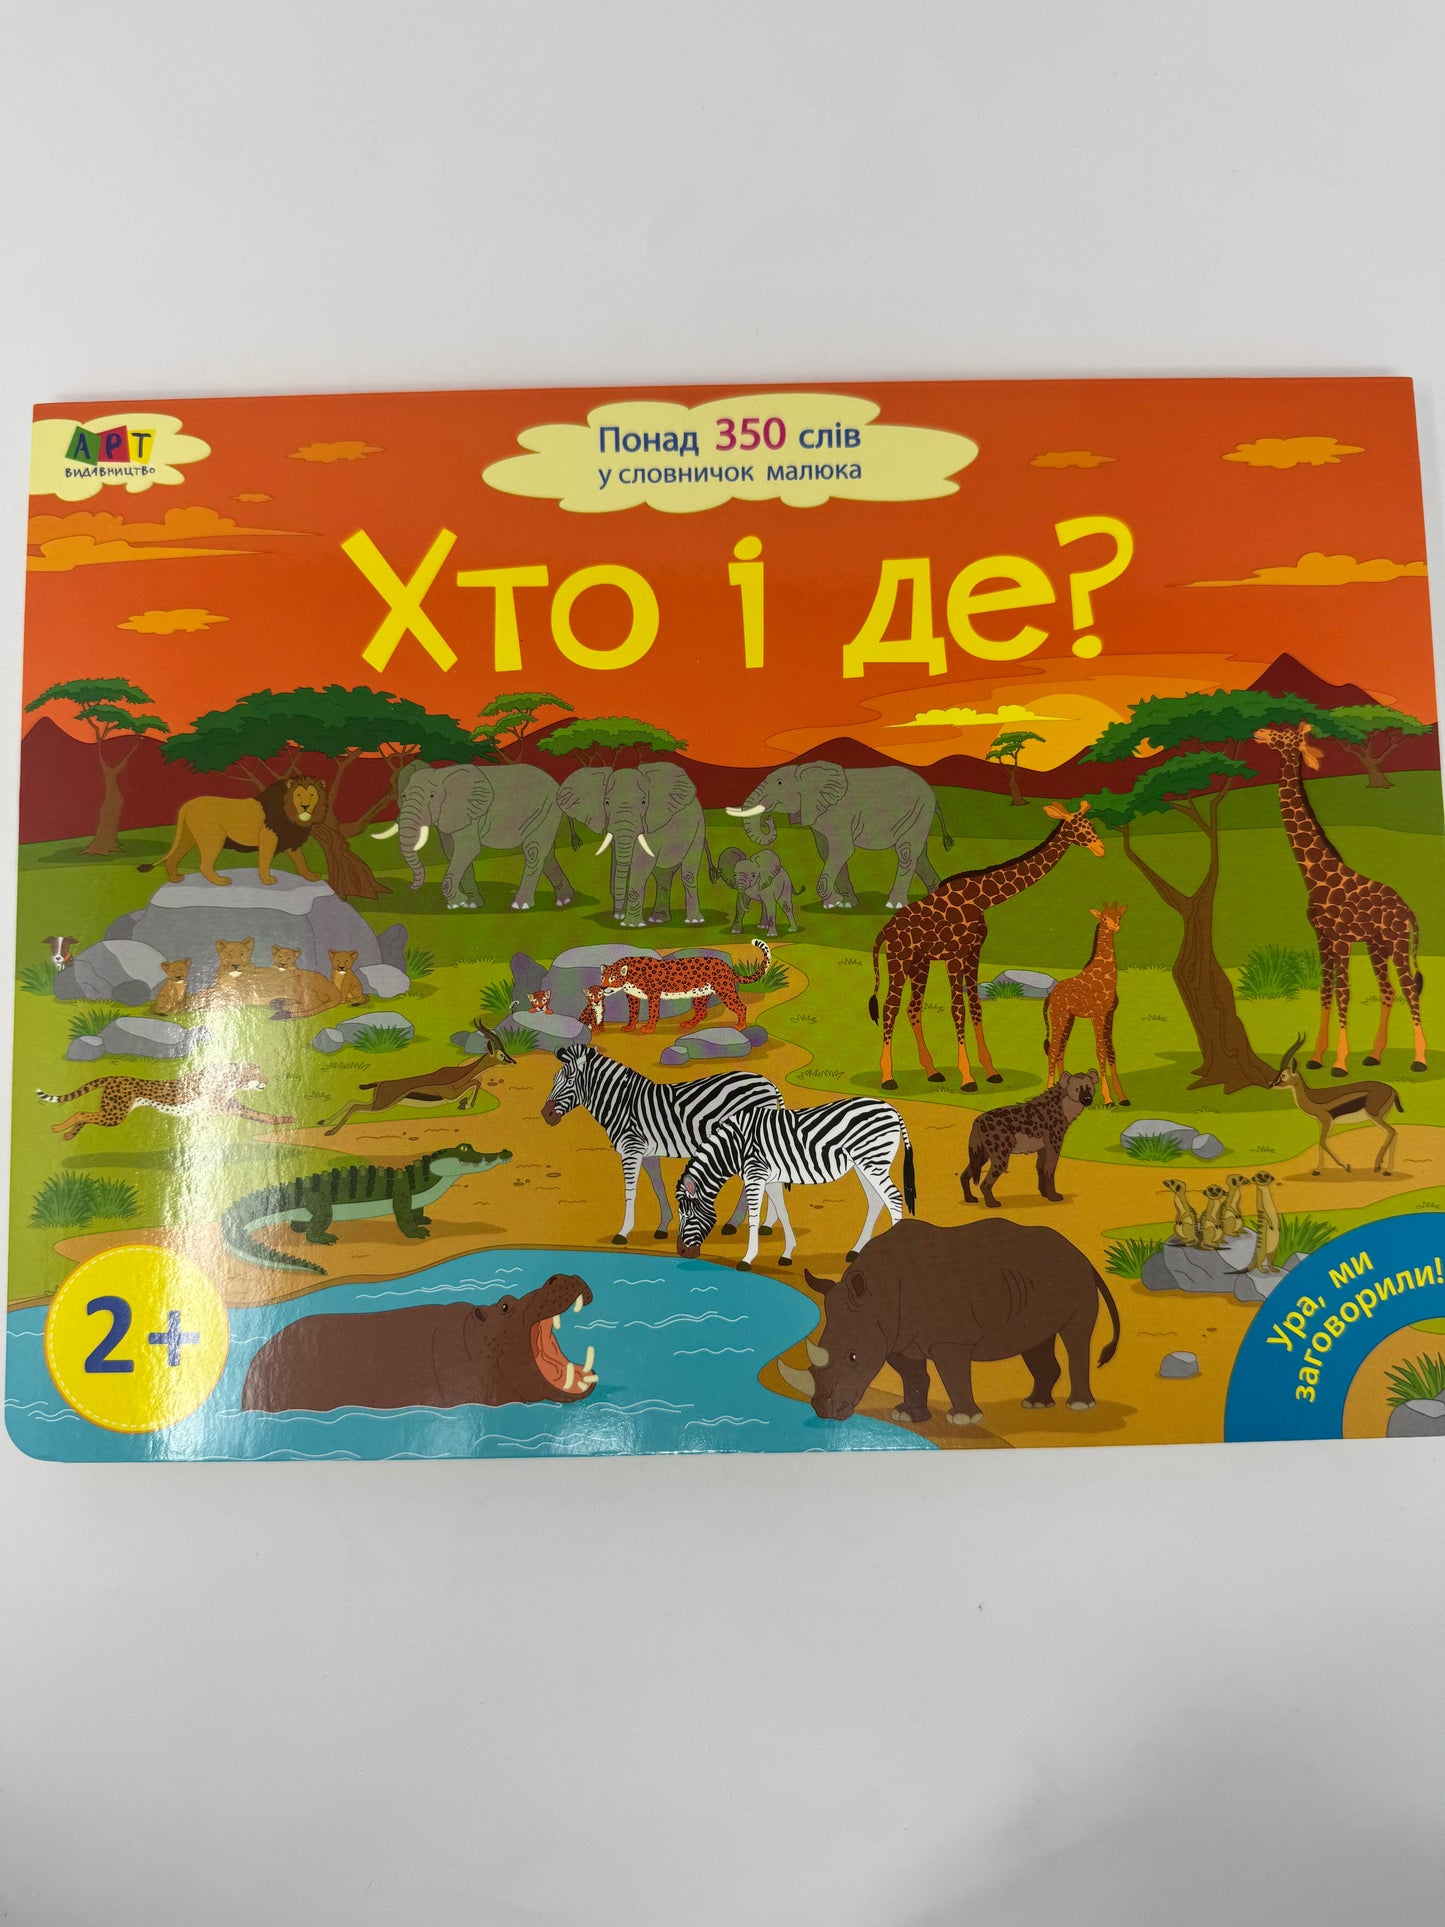 АРТ
ВИДАВНИЦТВО
Понад 350 слів
у словничок малюка
Хто і де?
2+
Ура, ми
заговорили!